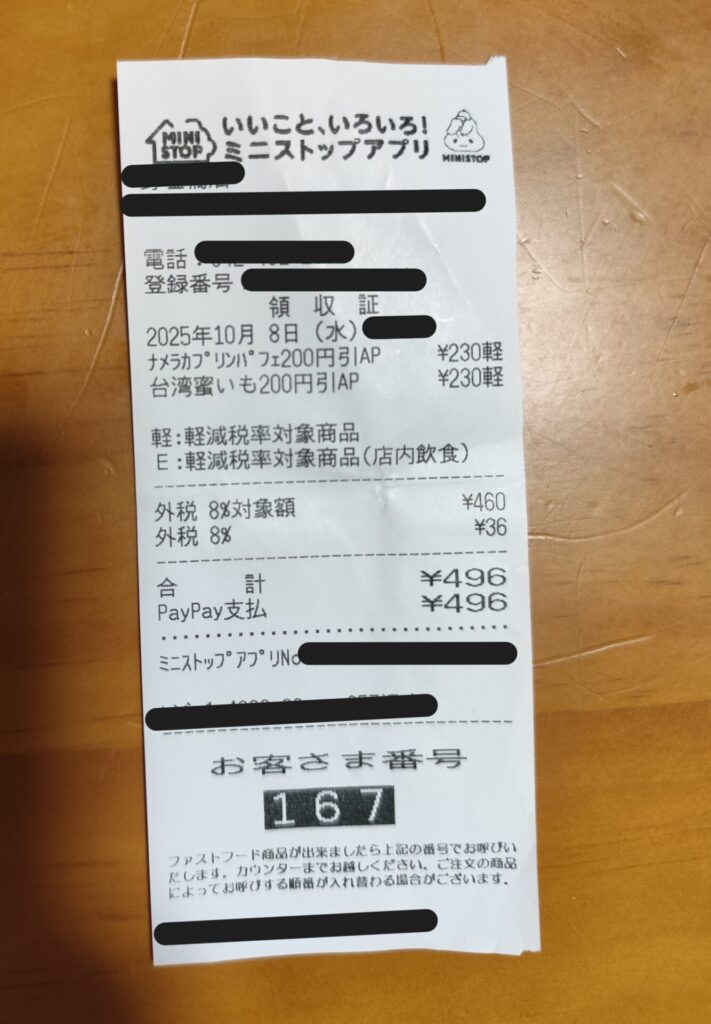 MINI STOP
いいこと、いろいろ!
ミニストップアプリ
MINISTOP
電話:
登録番号
領 収 証
2025年10月 8日 (水)
ﾅﾒﾗｶﾌﾟﾘﾝﾊﾟﾌｪ200円引AP ¥230軽
台湾蜜いも200円引AP ¥230軽
軽:軽減税率対象商品
E:軽減税率対象商品(店内飲食)
外税 8%対象額 ¥460
外税 8% ¥36
合 計 ¥496
PayPay支払 ¥496
ﾐﾆｽﾄｯﾌﾟｱﾌﾟﾘNo
お客さま番号
167
ファストフード商品が出来ましたら上記の番号でお呼びい
たします。カウンターまでお越しください。ご注文の商品
によってお呼びする順番が入れ替わる場合がございます。